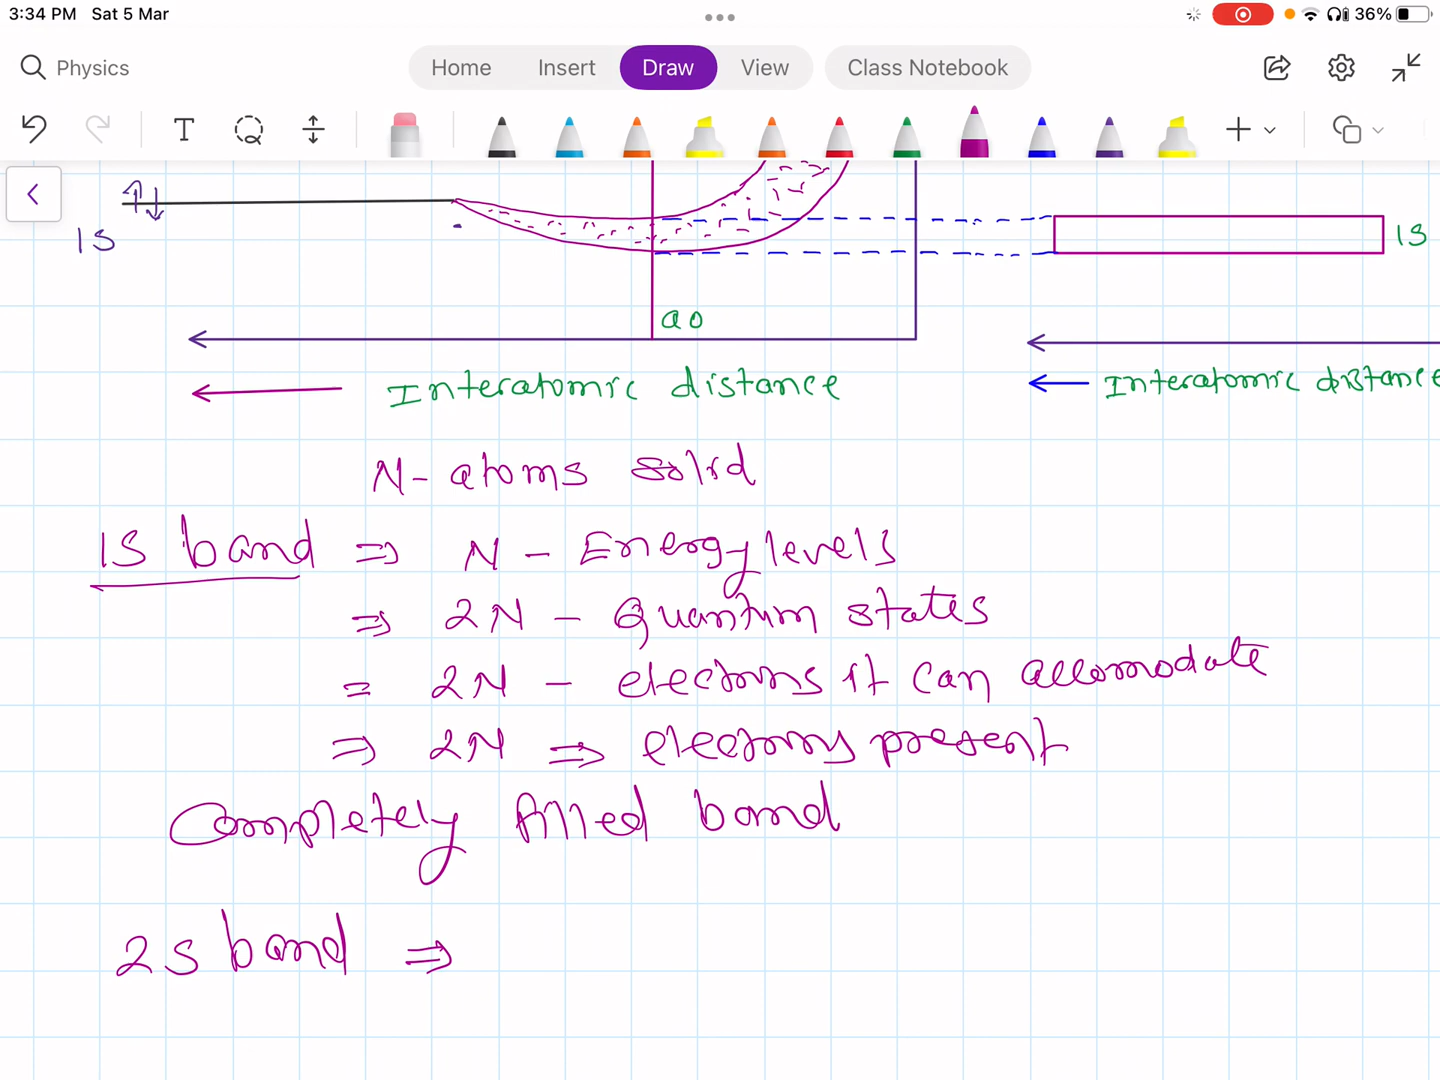 3:34 PM Sat 5 Mar
36%
Physics
Home Insert Draw View Class Notebook
T
1S
1S
a0
Interatomic distance
Interatomic distance
N- atoms solid
1S band ⇒ N - Energy levels
⇒ 2N - Quantum states
= 2N - electrons it can allomodate
⇒ 2N ⇒ electrons present
Completely filled band
2S band ⇒